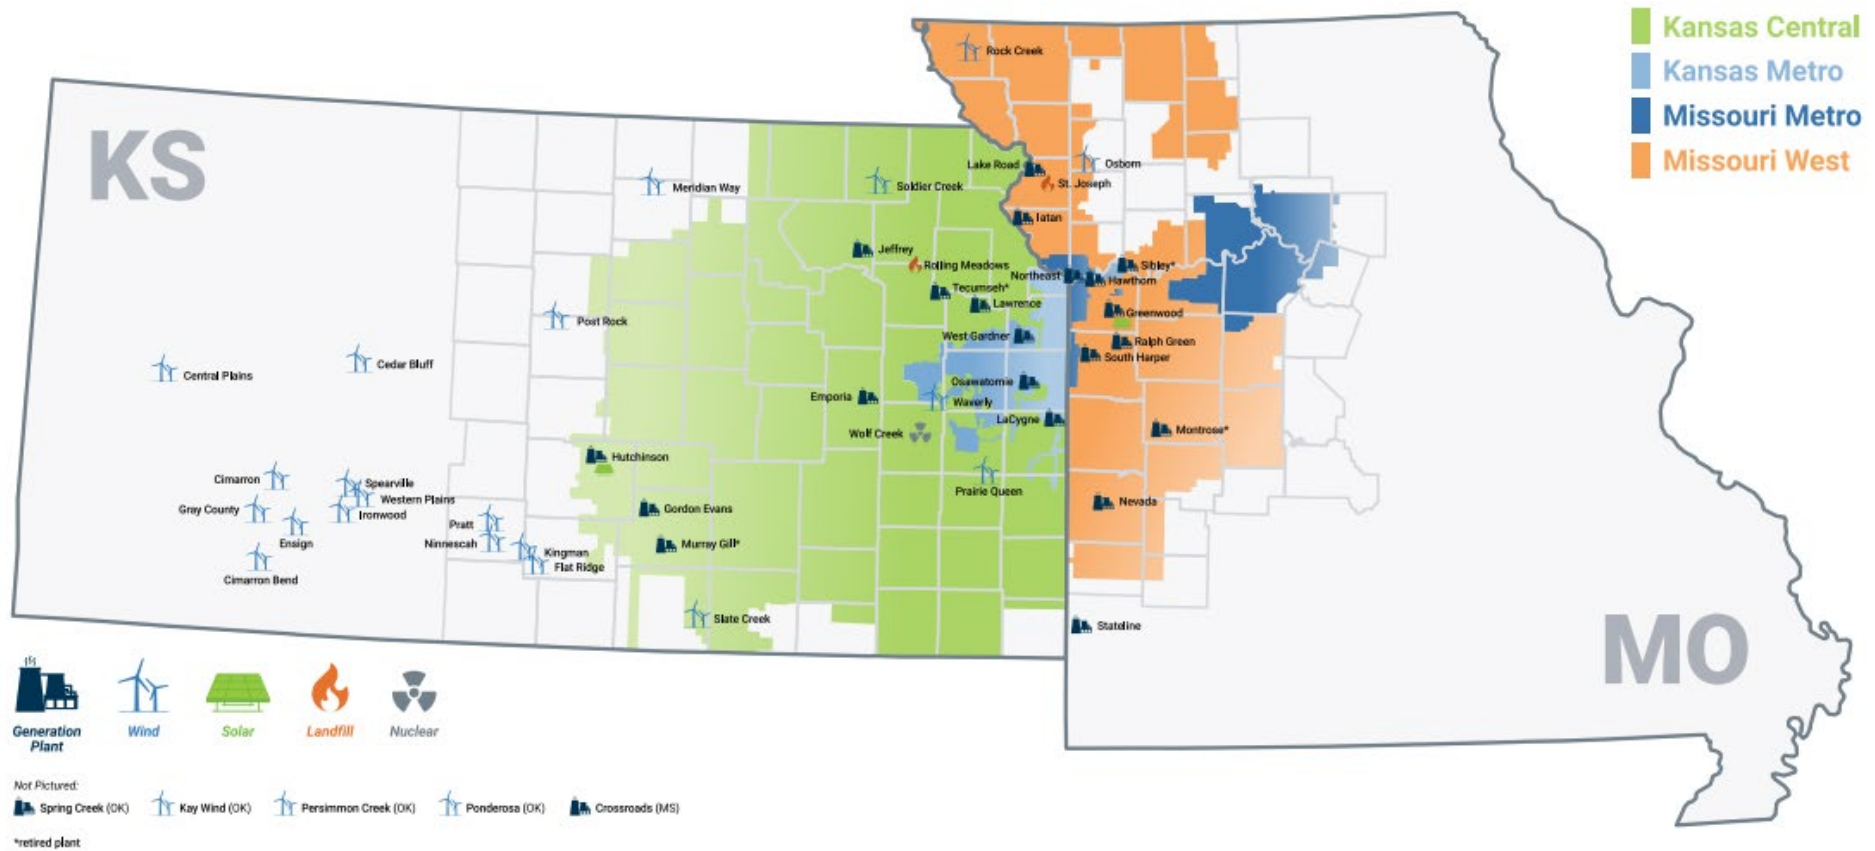 Kansas Central
Kansas Metro
Missouri Metro
Missouri West
KS
MO
Rock Creek
Lake Road
Osborn
St. Joseph
Iatan
Meridian Way
Soldier Creek
Jeffrey
Rolling Meadows
Northeast
Sibley*
Hawthorn
Tecumseh*
Lawrence
Greenwood
Post Rock
West Gardner
Ralph Green
South Harper
Central Plains
Cedar Bluff
Osawatomie
Emporia
Waverly
LaCygne
Wolf Creek
Montrose*
Hutchinson
Cimarron
Spearville
Western Plains
Gray County
Ironwood
Ensign
Pratt
Ninnescah
Kingman
Flat Ridge
Cimarron Bend
Gordon Evans
Murray Gill*
Prairie Queen
Nevada
Slate Creek
Stateline
Generation
Plant
Wind
Solar
Landfill
Nuclear
Not Pictured:
Spring Creek (OK)
Kay Wind (OK)
Persimmon Creek (OK)
Ponderosa (OK)
Crossroads (MS)
*retired plant